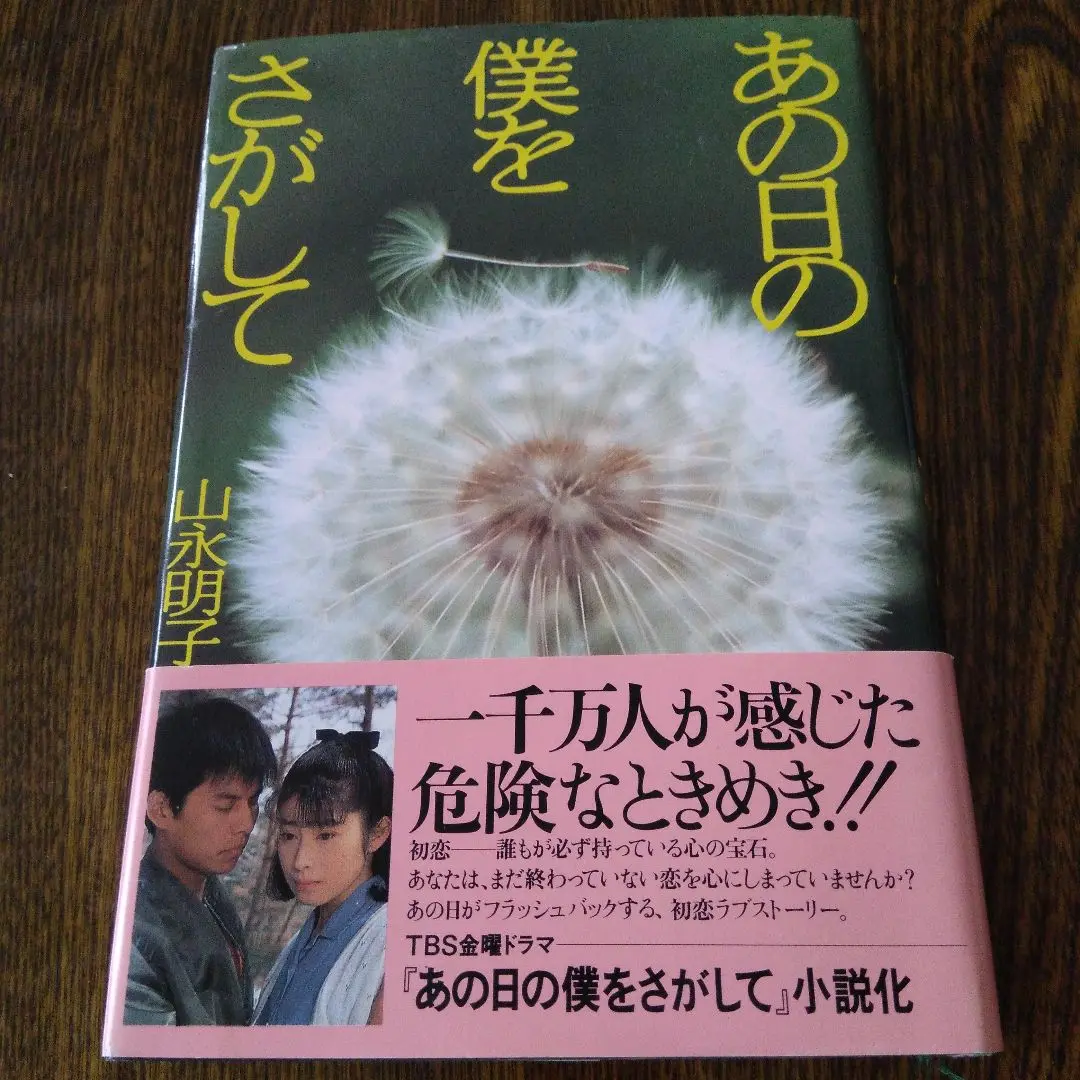 あの日の
僕を
さがして
山永明子
一千万人が感じた
危険なときめき!!
初恋──誰もが必ず持っている心の宝石。
あなたは、まだ終わっていない恋を心にしまっていませんか?
あの日がフラッシュバックする、初恋ラブストーリー。
TBS金曜ドラマ
『あの日の僕をさがして』小説化